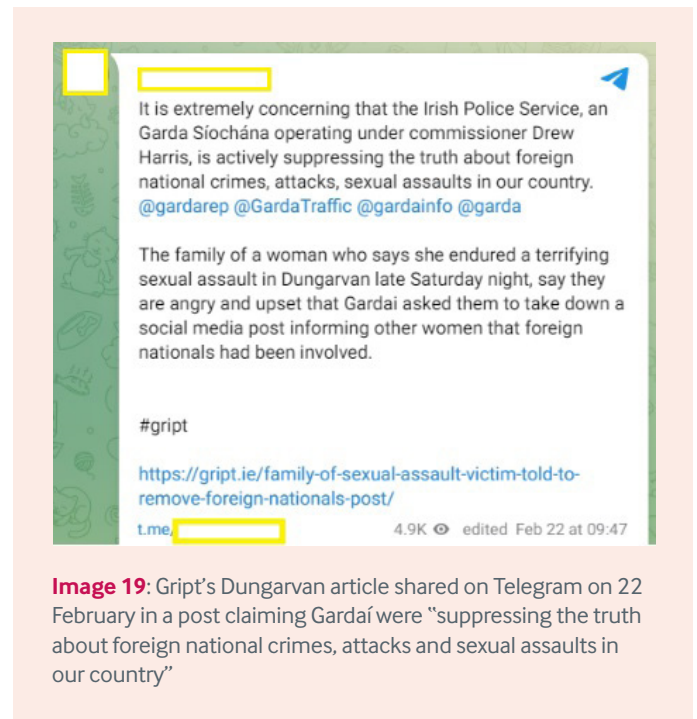 It is extremely concerning that the Irish Police Service, an
Garda Síochána operating under commissioner Drew
Harris, is actively suppressing the truth about foreign
national crimes, attacks, sexual assaults in our country.
@gardarep @GardaTraffic @gardainfo @garda
The family of a woman who says she endured a terrifying
sexual assault in Dungarvan late Saturday night, say they
are angry and upset that Gardai asked them to take down a
social media post informing other women that foreign
nationals had been involved.
#gript
https://gript.ie/family-of-sexual-assault-victim-told-to-
remove-foreign-nationals-post/
t.me/ 4.9K edited Feb 22 at 09:47
Image 19: Gript's Dungarvan article shared on Telegram on 22
February in a post claiming Gardaí were “suppressing the truth
about foreign national crimes, attacks and sexual assaults in
our country”